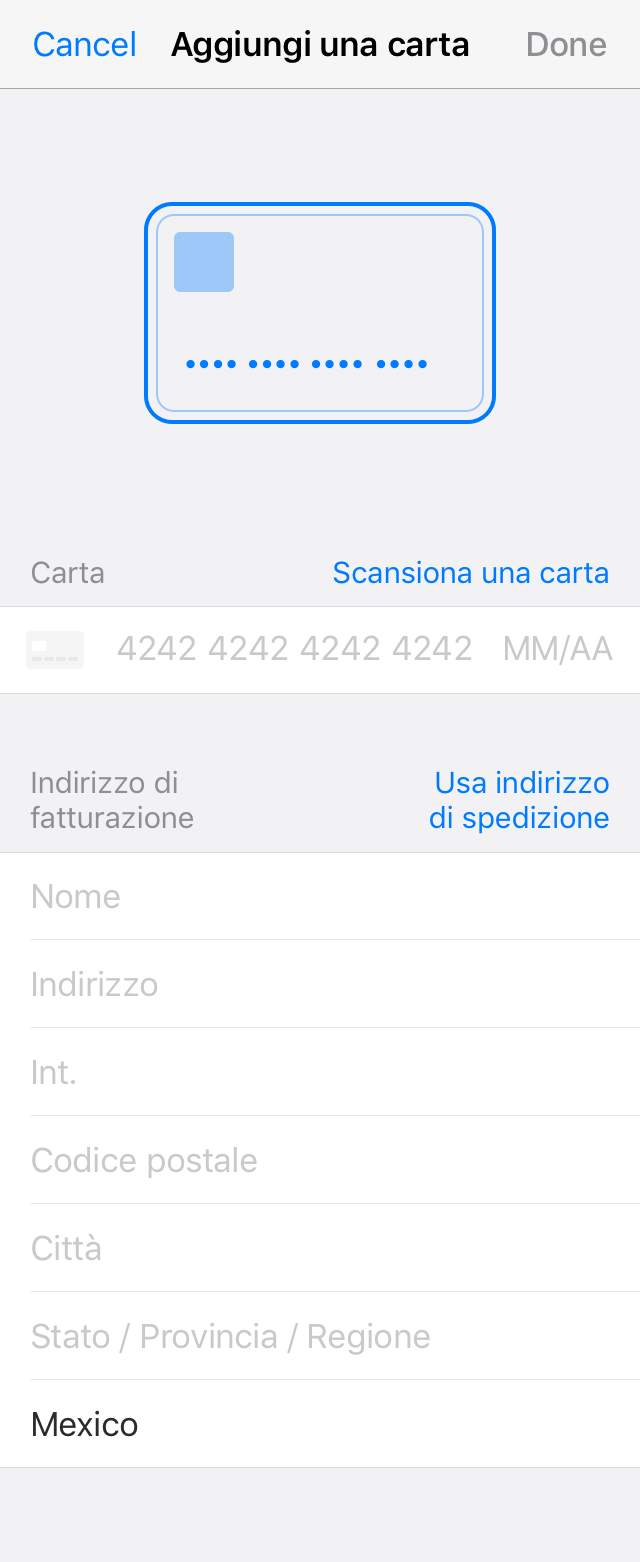 Cancel Aggiungi una carta Done
Carta Scansiona una carta
4242 4242 4242 4242 MM/AA
Indirizzo di
fatturazione
Usa indirizzo
di spedizione
Nome
Indirizzo
Int.
Codice postale
Città
Stato / Provincia / Regione
Mexico